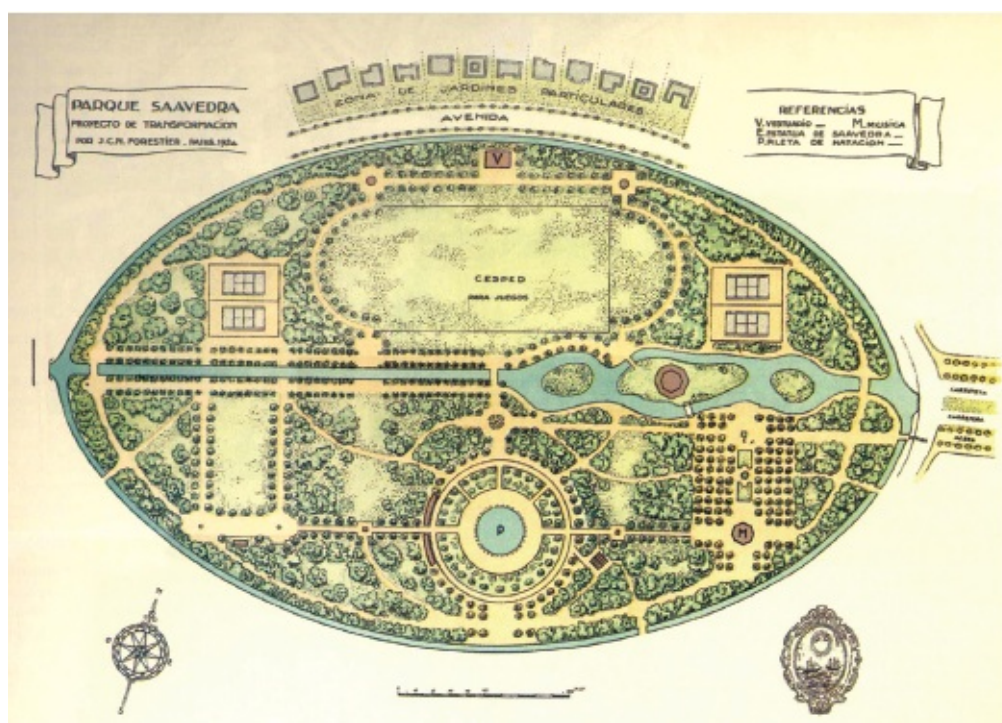 PARQUE SAAVEDRA
PROYECTO DE TRANSFORMACION
POR J.C.N. FORESTIER. PARIS. 1924
ZONA DE JARDINES PARTICULARES
AVENIDA
REFERENCIAS
V. VESTUARIO — M. MUSICA
E. ESTATUA DE SAAVEDRA —
P. PILETA DE NATACION —
V
CESPED
PARA JUEGOS
P
M
ACERA
N
S